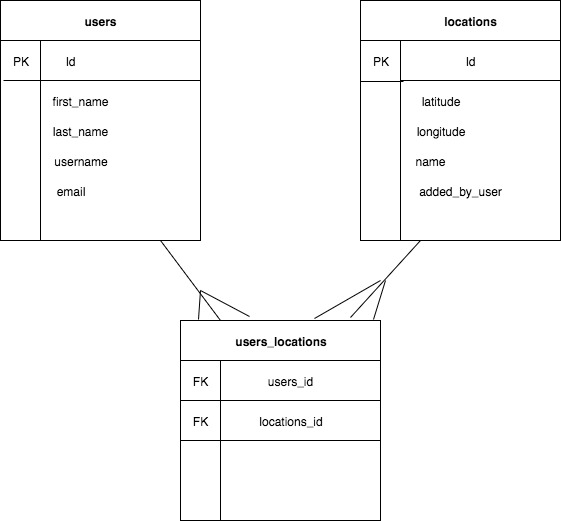 users
PK Id
first_name
last_name
username
email
locations
PK Id
latitude
longitude
name
added_by_user
users_locations
FK users_id
FK locations_id